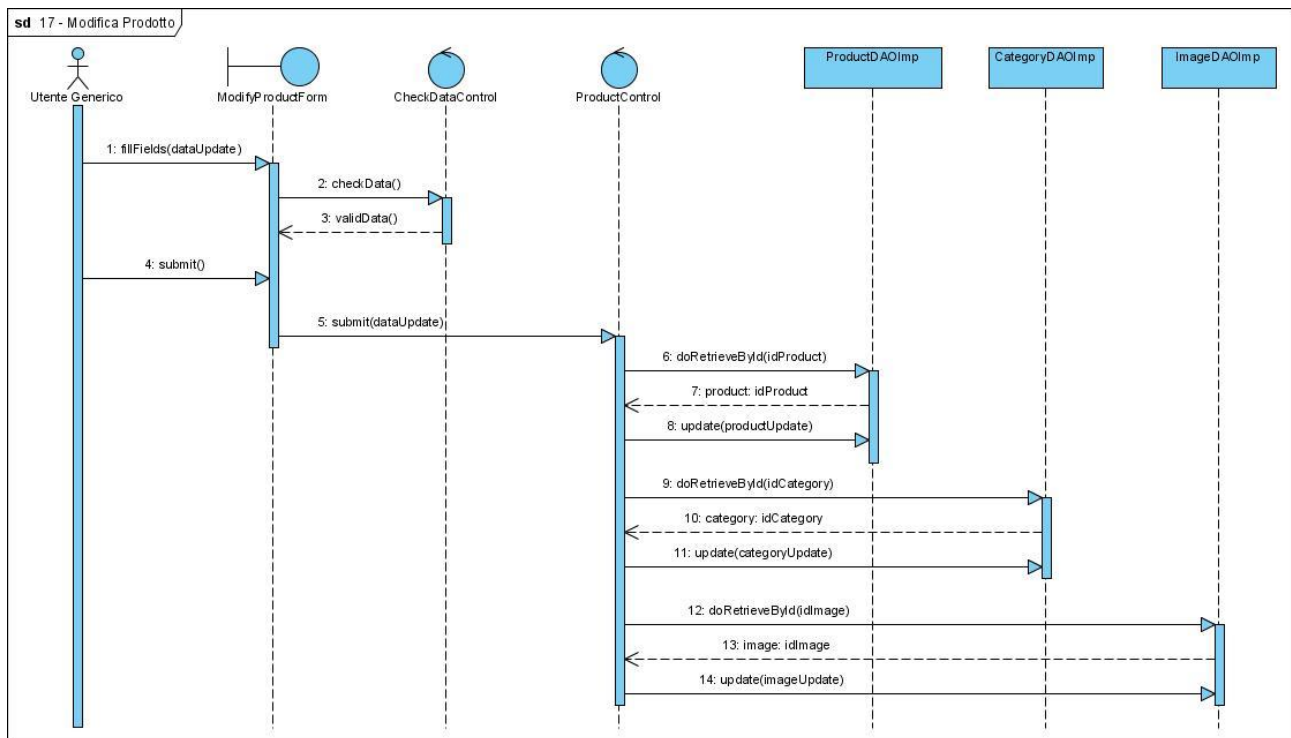 sd 17 - Modifica Prodotto
Utente Generico
ModifyProductForm
CheckDataControl
ProductControl
ProductDAOImp
CategoryDAOImp
ImageDAOImp
1: fillFields(dataUpdate)
2: checkData()
3: validData()
4: submit()
5: submit(dataUpdate)
6: doRetrieveById(idProduct)
7: product: idProduct
8: update(productUpdate)
9: doRetrieveById(idCategory)
10: category: idCategory
11: update(categoryUpdate)
12: doRetrieveById(idImage)
13: image: idImage
14: update(imageUpdate)